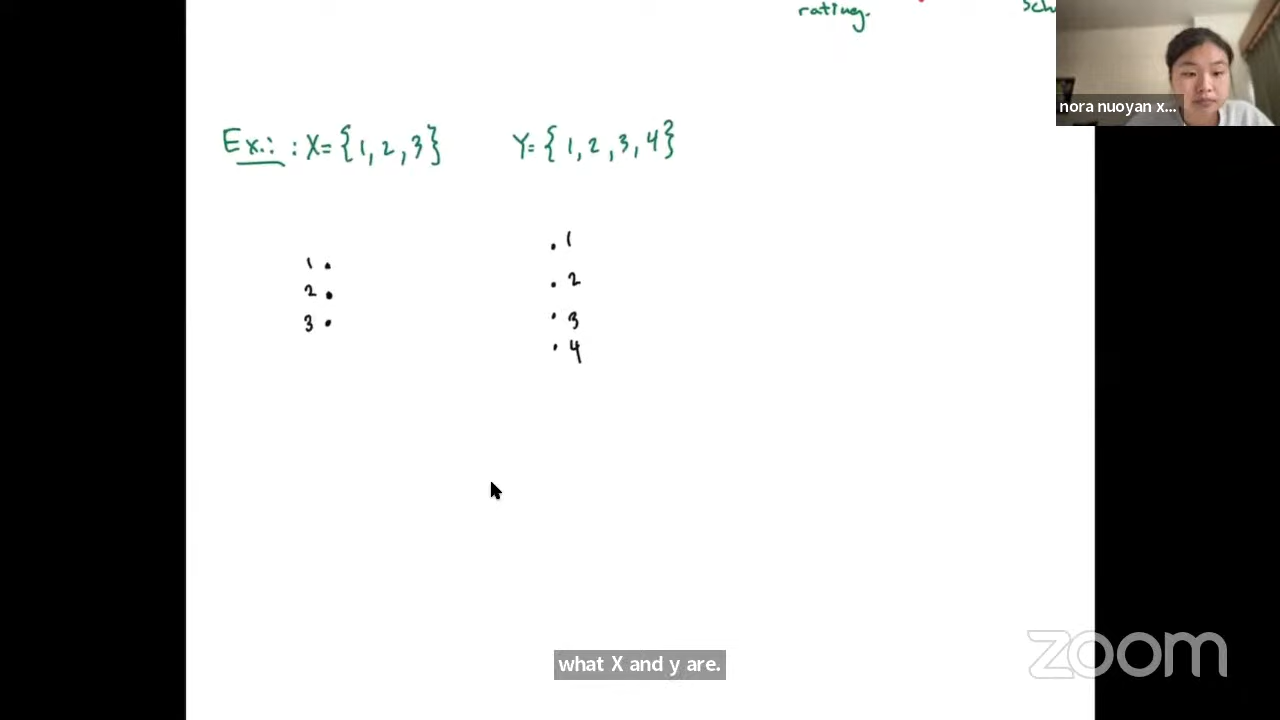 rating.
Sch
nora nuoyan x...
Ex.: : X= {1, 2, 3} Y= {1, 2, 3, 4}
. 1
1 .
2 .
. 2
3 .
. 3
. 4
what X and y are.
zoom